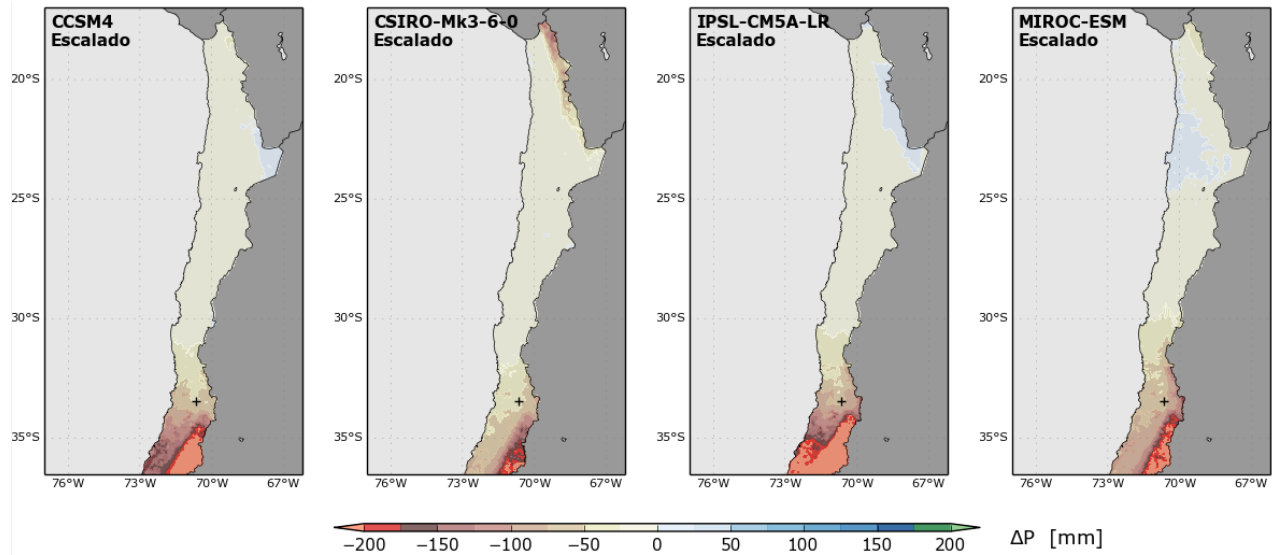 CCSM4
Escalado
CSIRO-Mk3-6-0
Escalado
IPSL-CM5A-LR
Escalado
MIROC-ESM
Escalado
20°S 20°S 20°S 20°S
25°S 25°S 25°S 25°S
30°S 30°S 30°S 30°S
35°S 35°S 35°S 35°S
76°W 73°W 70°W 67°W 76°W 73°W 70°W 67°W 76°W 73°W 70°W 67°W 76°W 73°W 70°W 67°W
−200 −150 −100 −50 0 50 100 150 200 ΔP [mm]